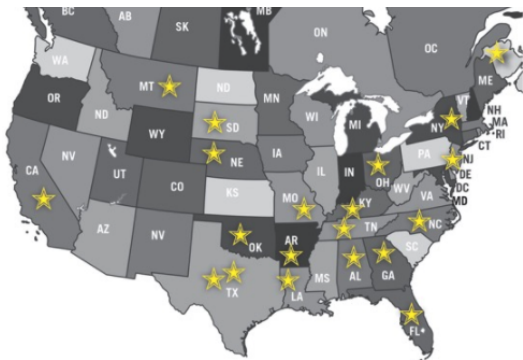 BC
AB
SK
MB
ON
OC
WA
MT
ND
MN
ME
VT
NH
MA
RI
CT
OR
ND
SD
WI
MI
NY
WY
IA
PA
NJ
DE
DC
MD
CA
NV
UT
CO
NE
IL
IN
OH
WV
VA
KS
MO
KY
NC
AZ
NV
OK
AR
TN
SC
TX
LA
MS
AL
GA
FL